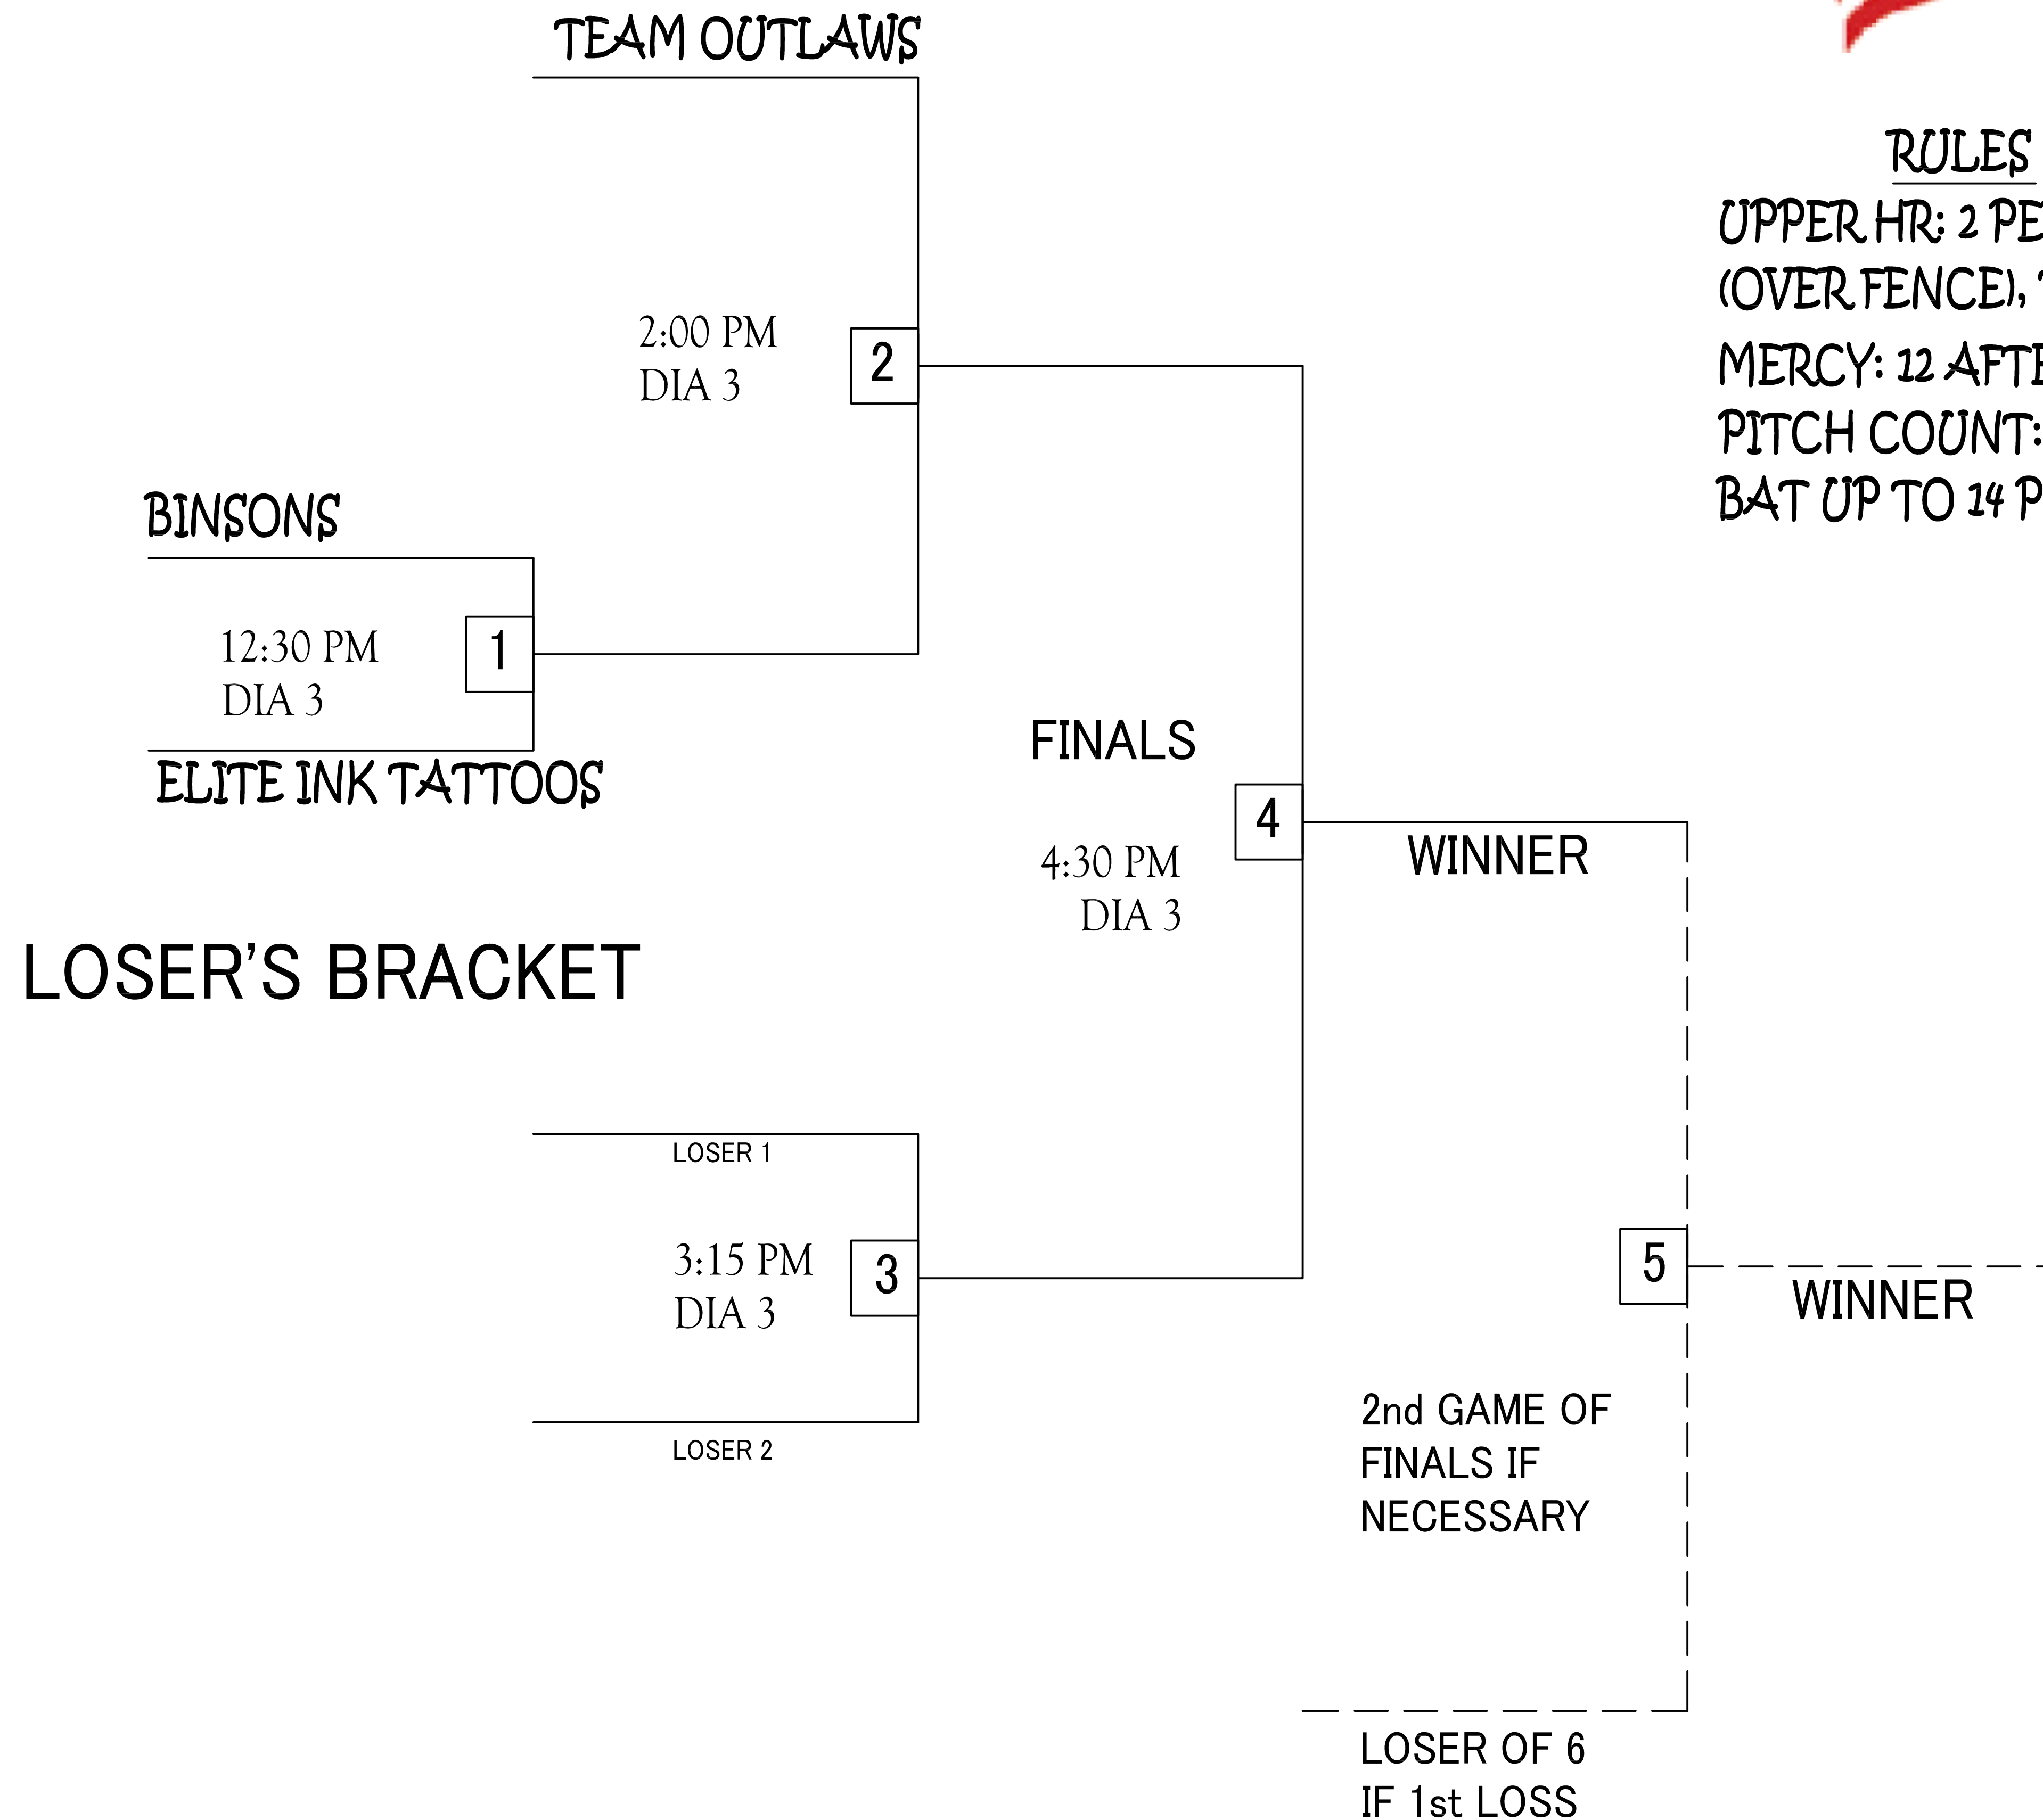 TEAM OUTLAWS
RULES
UPPER HR: 2
(OVER FENCE),
MERCY: 12
PITCH COUNT:
BAT UP TO 14
2:00 PM
DIA 3
2
BINSONS
12:30 PM
DIA 3
1
ELITE INK TATTOOS
FINALS
4
4:30 PM
DIA 3
WINNER
LOSER'S BRACKET
LOSER 1
3:15 PM
DIA 3
3
LOSER 2
5
WINNER
2nd GAME OF
FINALS IF
NECESSARY
LOSER OF 6
IF 1st LOSS